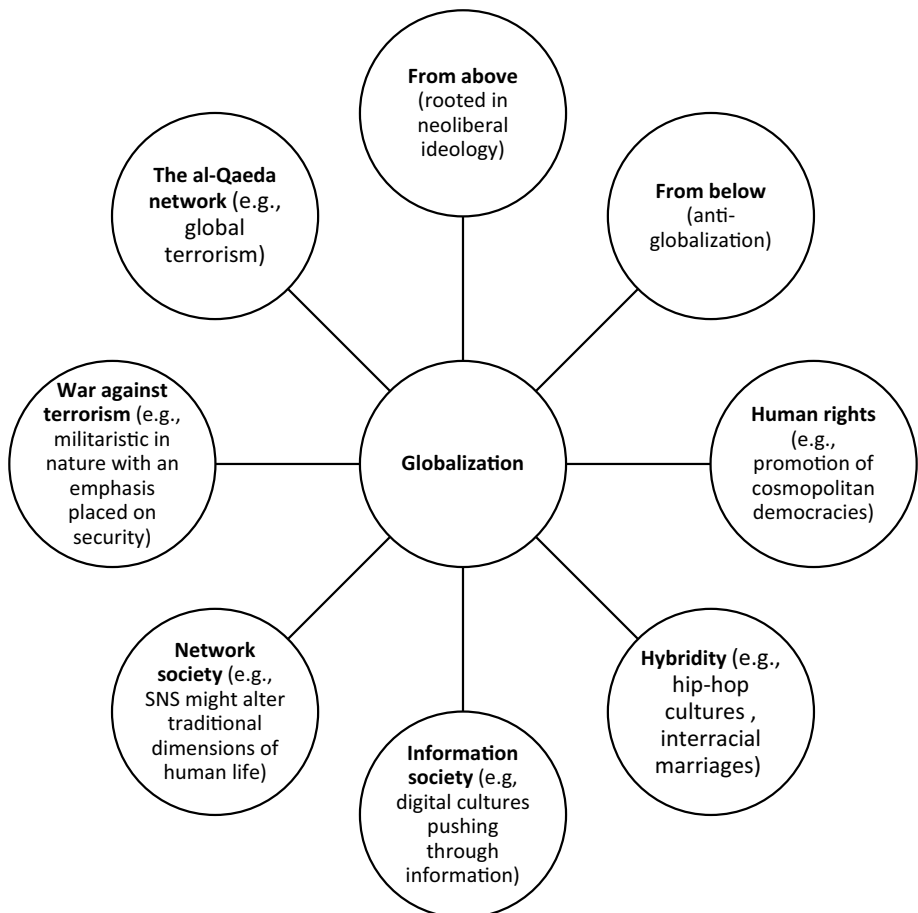 From above
(rooted in
neoliberal
ideology)
From below
(anti-
globalization)
Human rights
(e.g.,
promotion of
cosmopolitan
democracies)
Hybridity (e.g.,
hip-hop
cultures ,
interracial
marriages)
Information
society (e.g,
digital cultures
pushing
through
information)
Network
society (e.g.,
SNS might alter
traditional
dimensions of
human life)
War against
terrorism (e.g.,
militaristic in
nature with an
emphasis
placed on
security)
The al-Qaeda
network (e.g.,
global
terrorism)
Globalization